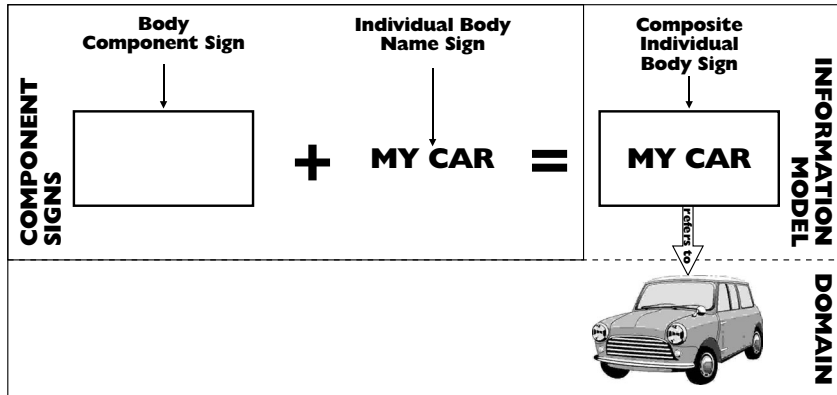 Body
Component Sign
Individual Body
Name Sign
Composite
Individual
Body Sign
COMPONENT
SIGNS
+
MY CAR
=
MY CAR
INFORMATION
MODEL
refers to
DOMAIN